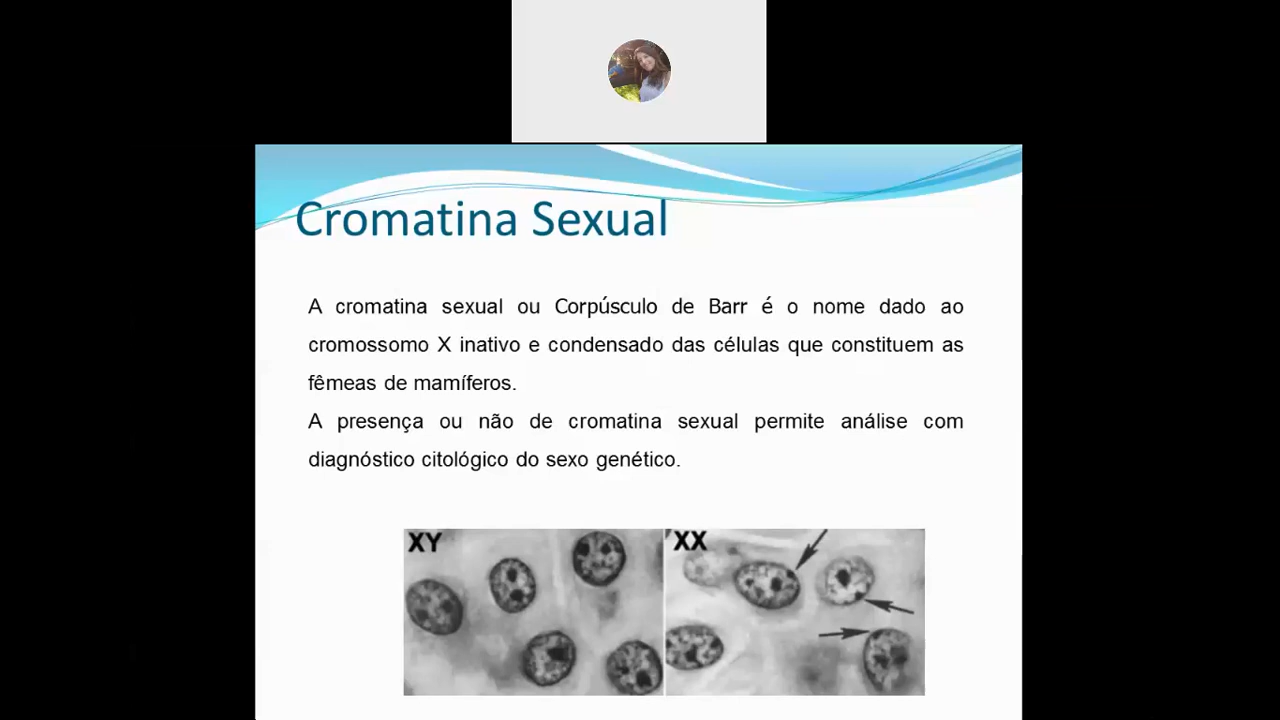 Cromatina Sexual
A cromatina sexual ou Corpúsculo de Barr é o nome dado ao
cromossomo X inativo e condensado das células que constituem as
fêmeas de mamíferos.
A presença ou não de cromatina sexual permite análise com
diagnóstico citológico do sexo genético.
XY
XX